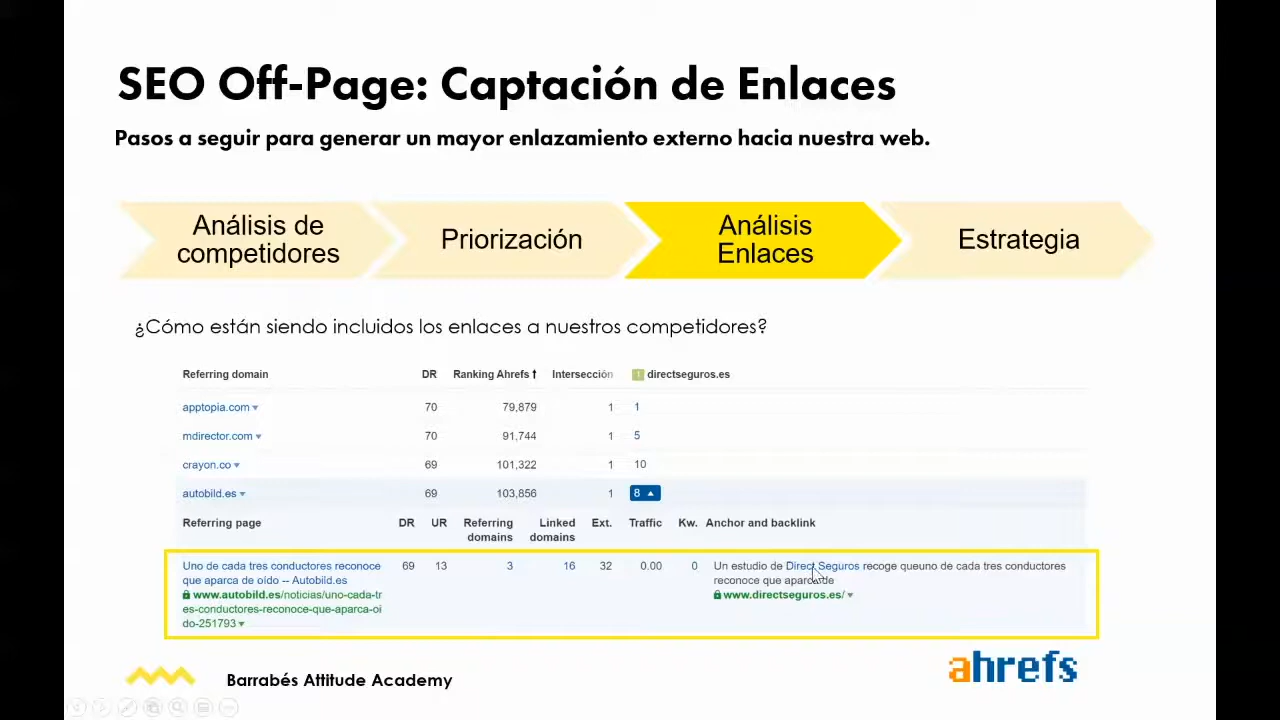 SEO Off-Page: Captación de Enlaces
Pasos a seguir para generar un mayor enlazamiento externo hacia nuestra web.
Análisis de
competidores
Priorización
Análisis
Enlaces
Estrategia
¿Cómo están siendo incluidos los enlaces a nuestros competidores?
Referring domain DR Ranking Ahrefs Intersección directseguros.es
apptopia.com 70 79,879 1 1
mdirector.com 70 91,744 1 5
crayon.co 69 101,322 1 10
autobild.es 69 103,856 1 8
Referring page DR UR Referring domains Linked domains Ext. Traffic Kw. Anchor and backlink
Uno de cada tres conductores reconoce 69 13 3 16 32 0.00 0 Un estudio de Direct Seguros recoge queuno de cada tres conductores
que aparca de oído -- Autobild.es reconoce que aparca de
www.autobild.es/noticias/uno-cada-tr www.directseguros.es/
es-conductores-reconoce-que-aparca-oi
do-251793
Barrabés Attitude Academy
ahrefs